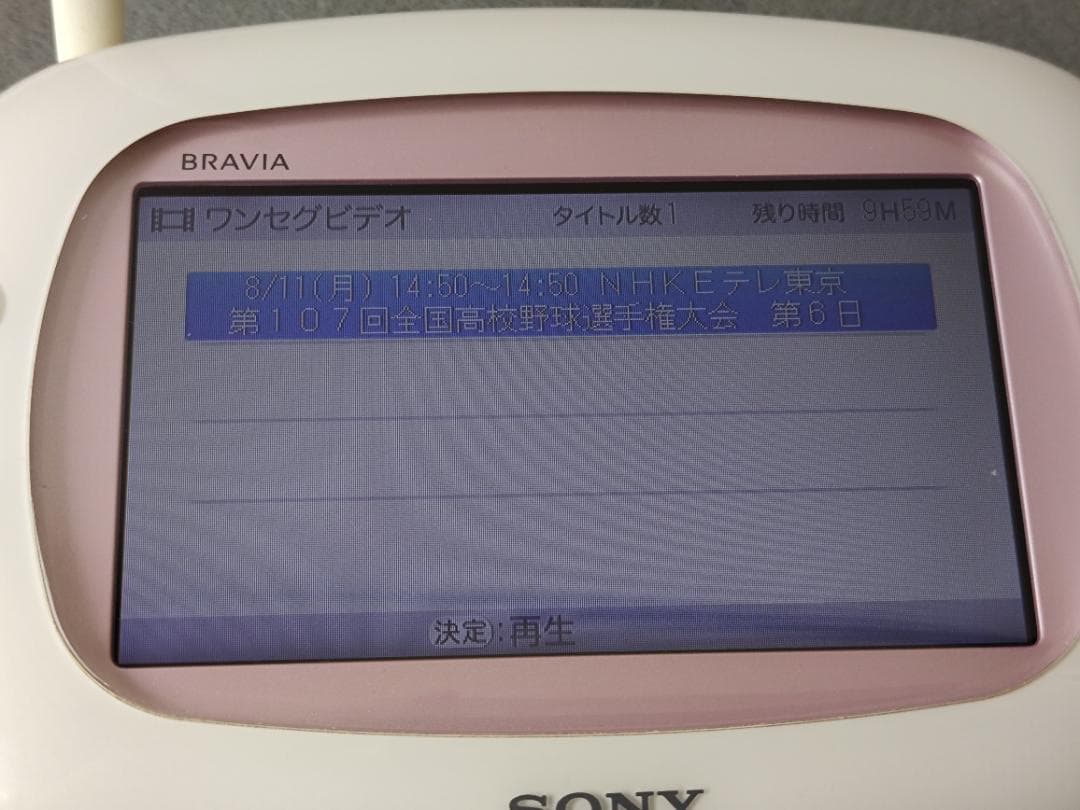 BRAVIA
ワンセグビデオ タイトル数1 残り時間 9H59M
8/11(月) 14:50～14:50 ＮＨＫＥテレ東京
第１０７回全国高校野球選手権大会　第６日
決定:再生
SONY